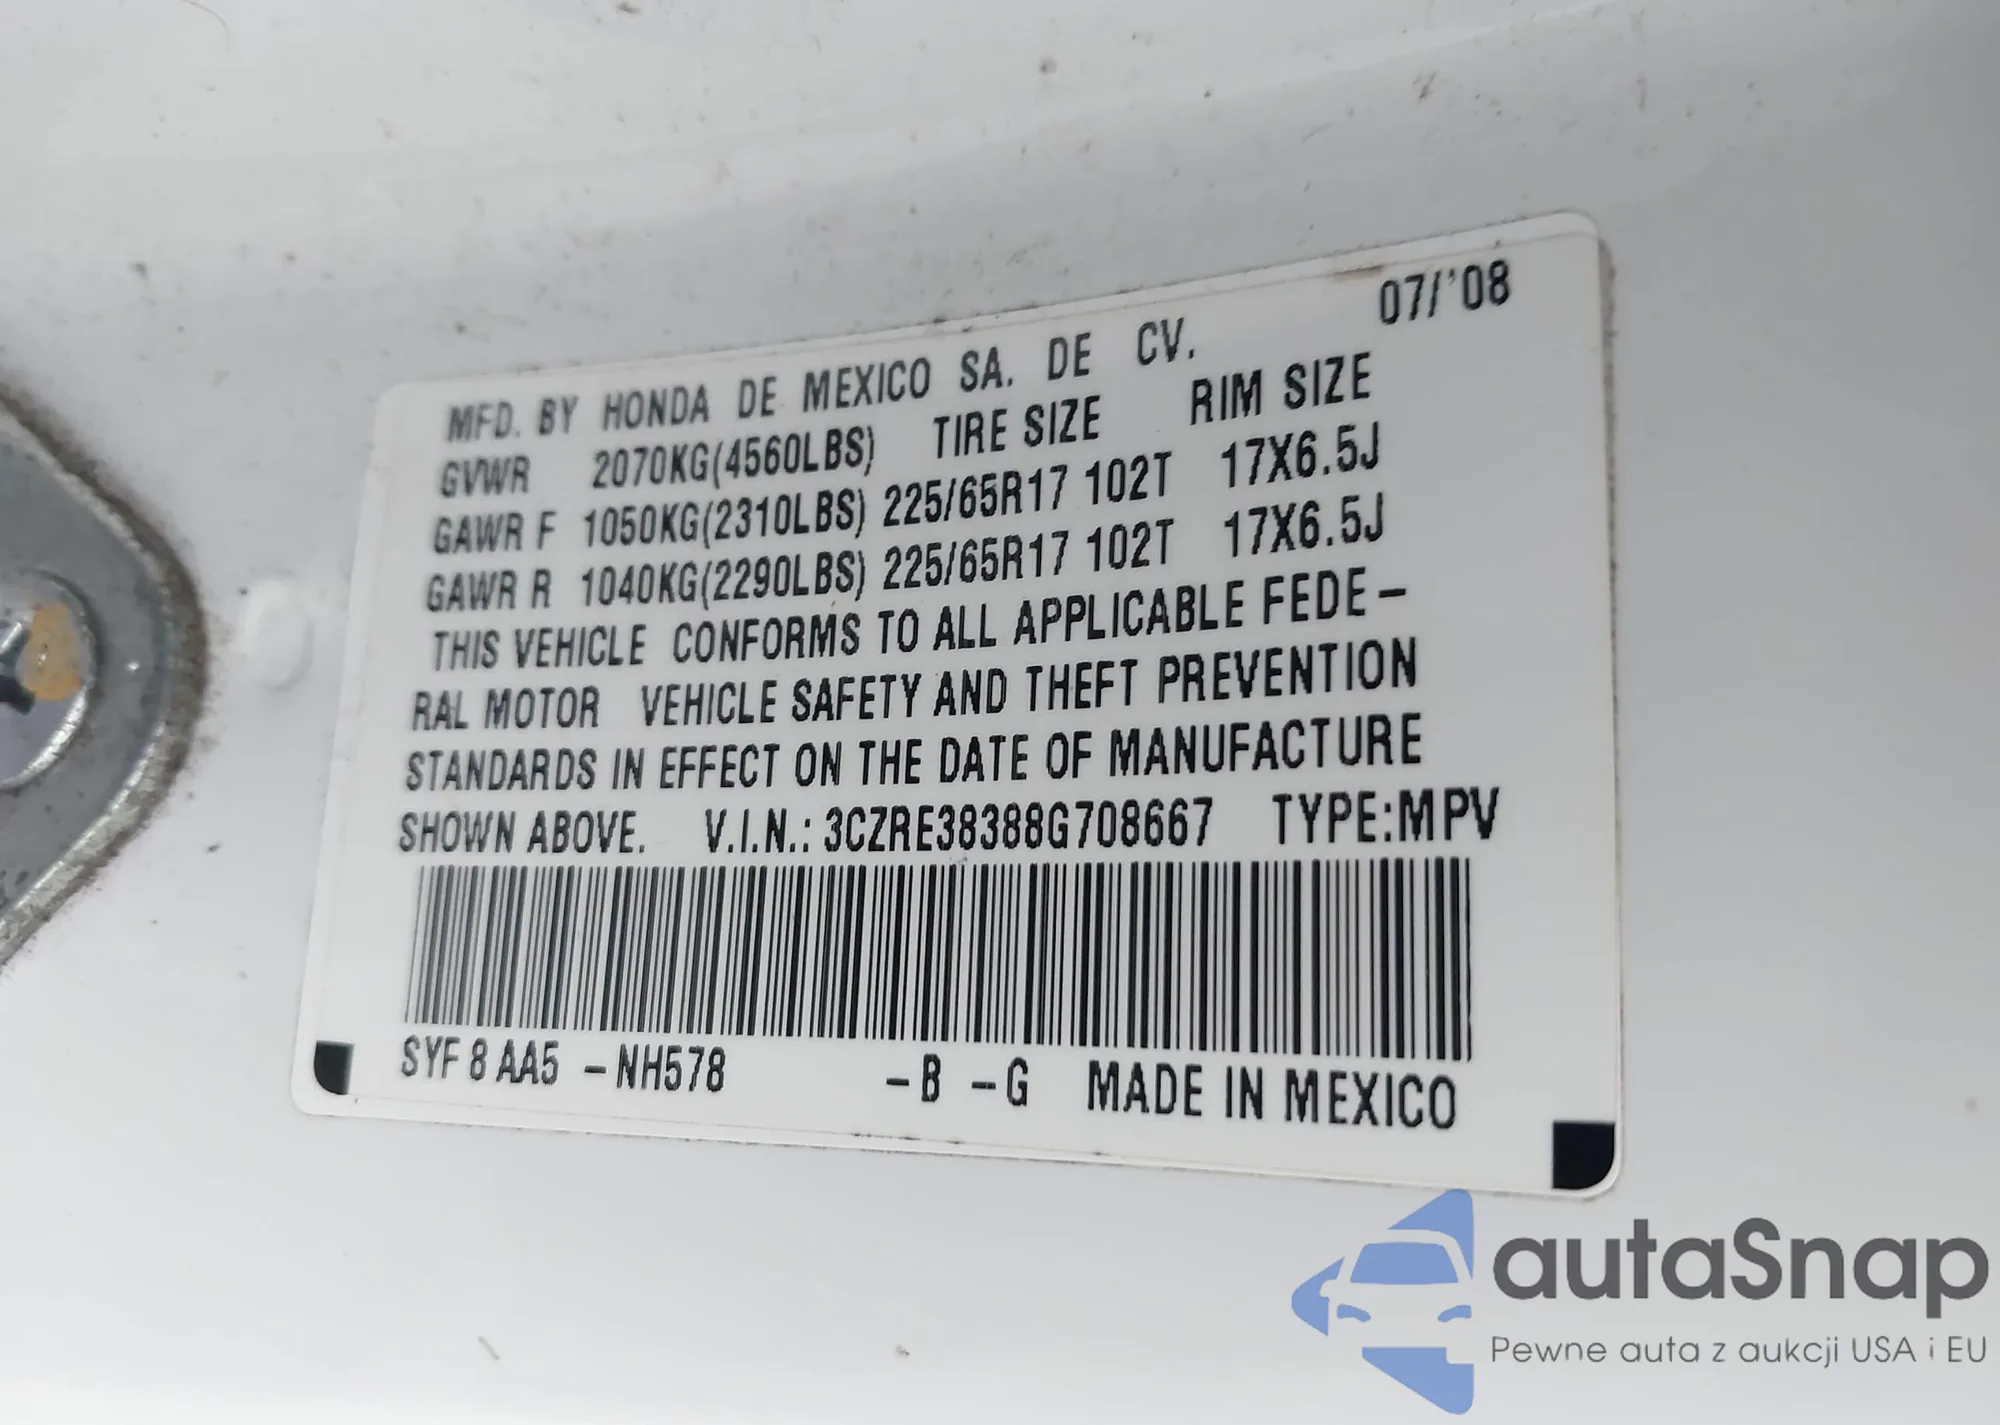 07/'08
MFD. BY HONDA DE MEXICO SA. DE CV.
GVWR 2070KG(4560LBS) TIRE SIZE RIM SIZE
GAWR F 1050KG(2310LBS) 225/65R17 102T 17X6.5J
GAWR R 1040KG(2290LBS) 225/65R17 102T 17X6.5J
THIS VEHICLE CONFORMS TO ALL APPLICABLE FEDE-
RAL MOTOR VEHICLE SAFETY AND THEFT PREVENTION
STANDARDS IN EFFECT ON THE DATE OF MANUFACTURE
SHOWN ABOVE. V.I.N.: 3CZRE38388G708667 TYPE:MPV
SYF 8 AA5 -NH578 -B -G MADE IN MEXICO
autaSnap
Pewne auta z aukcji USA i EU